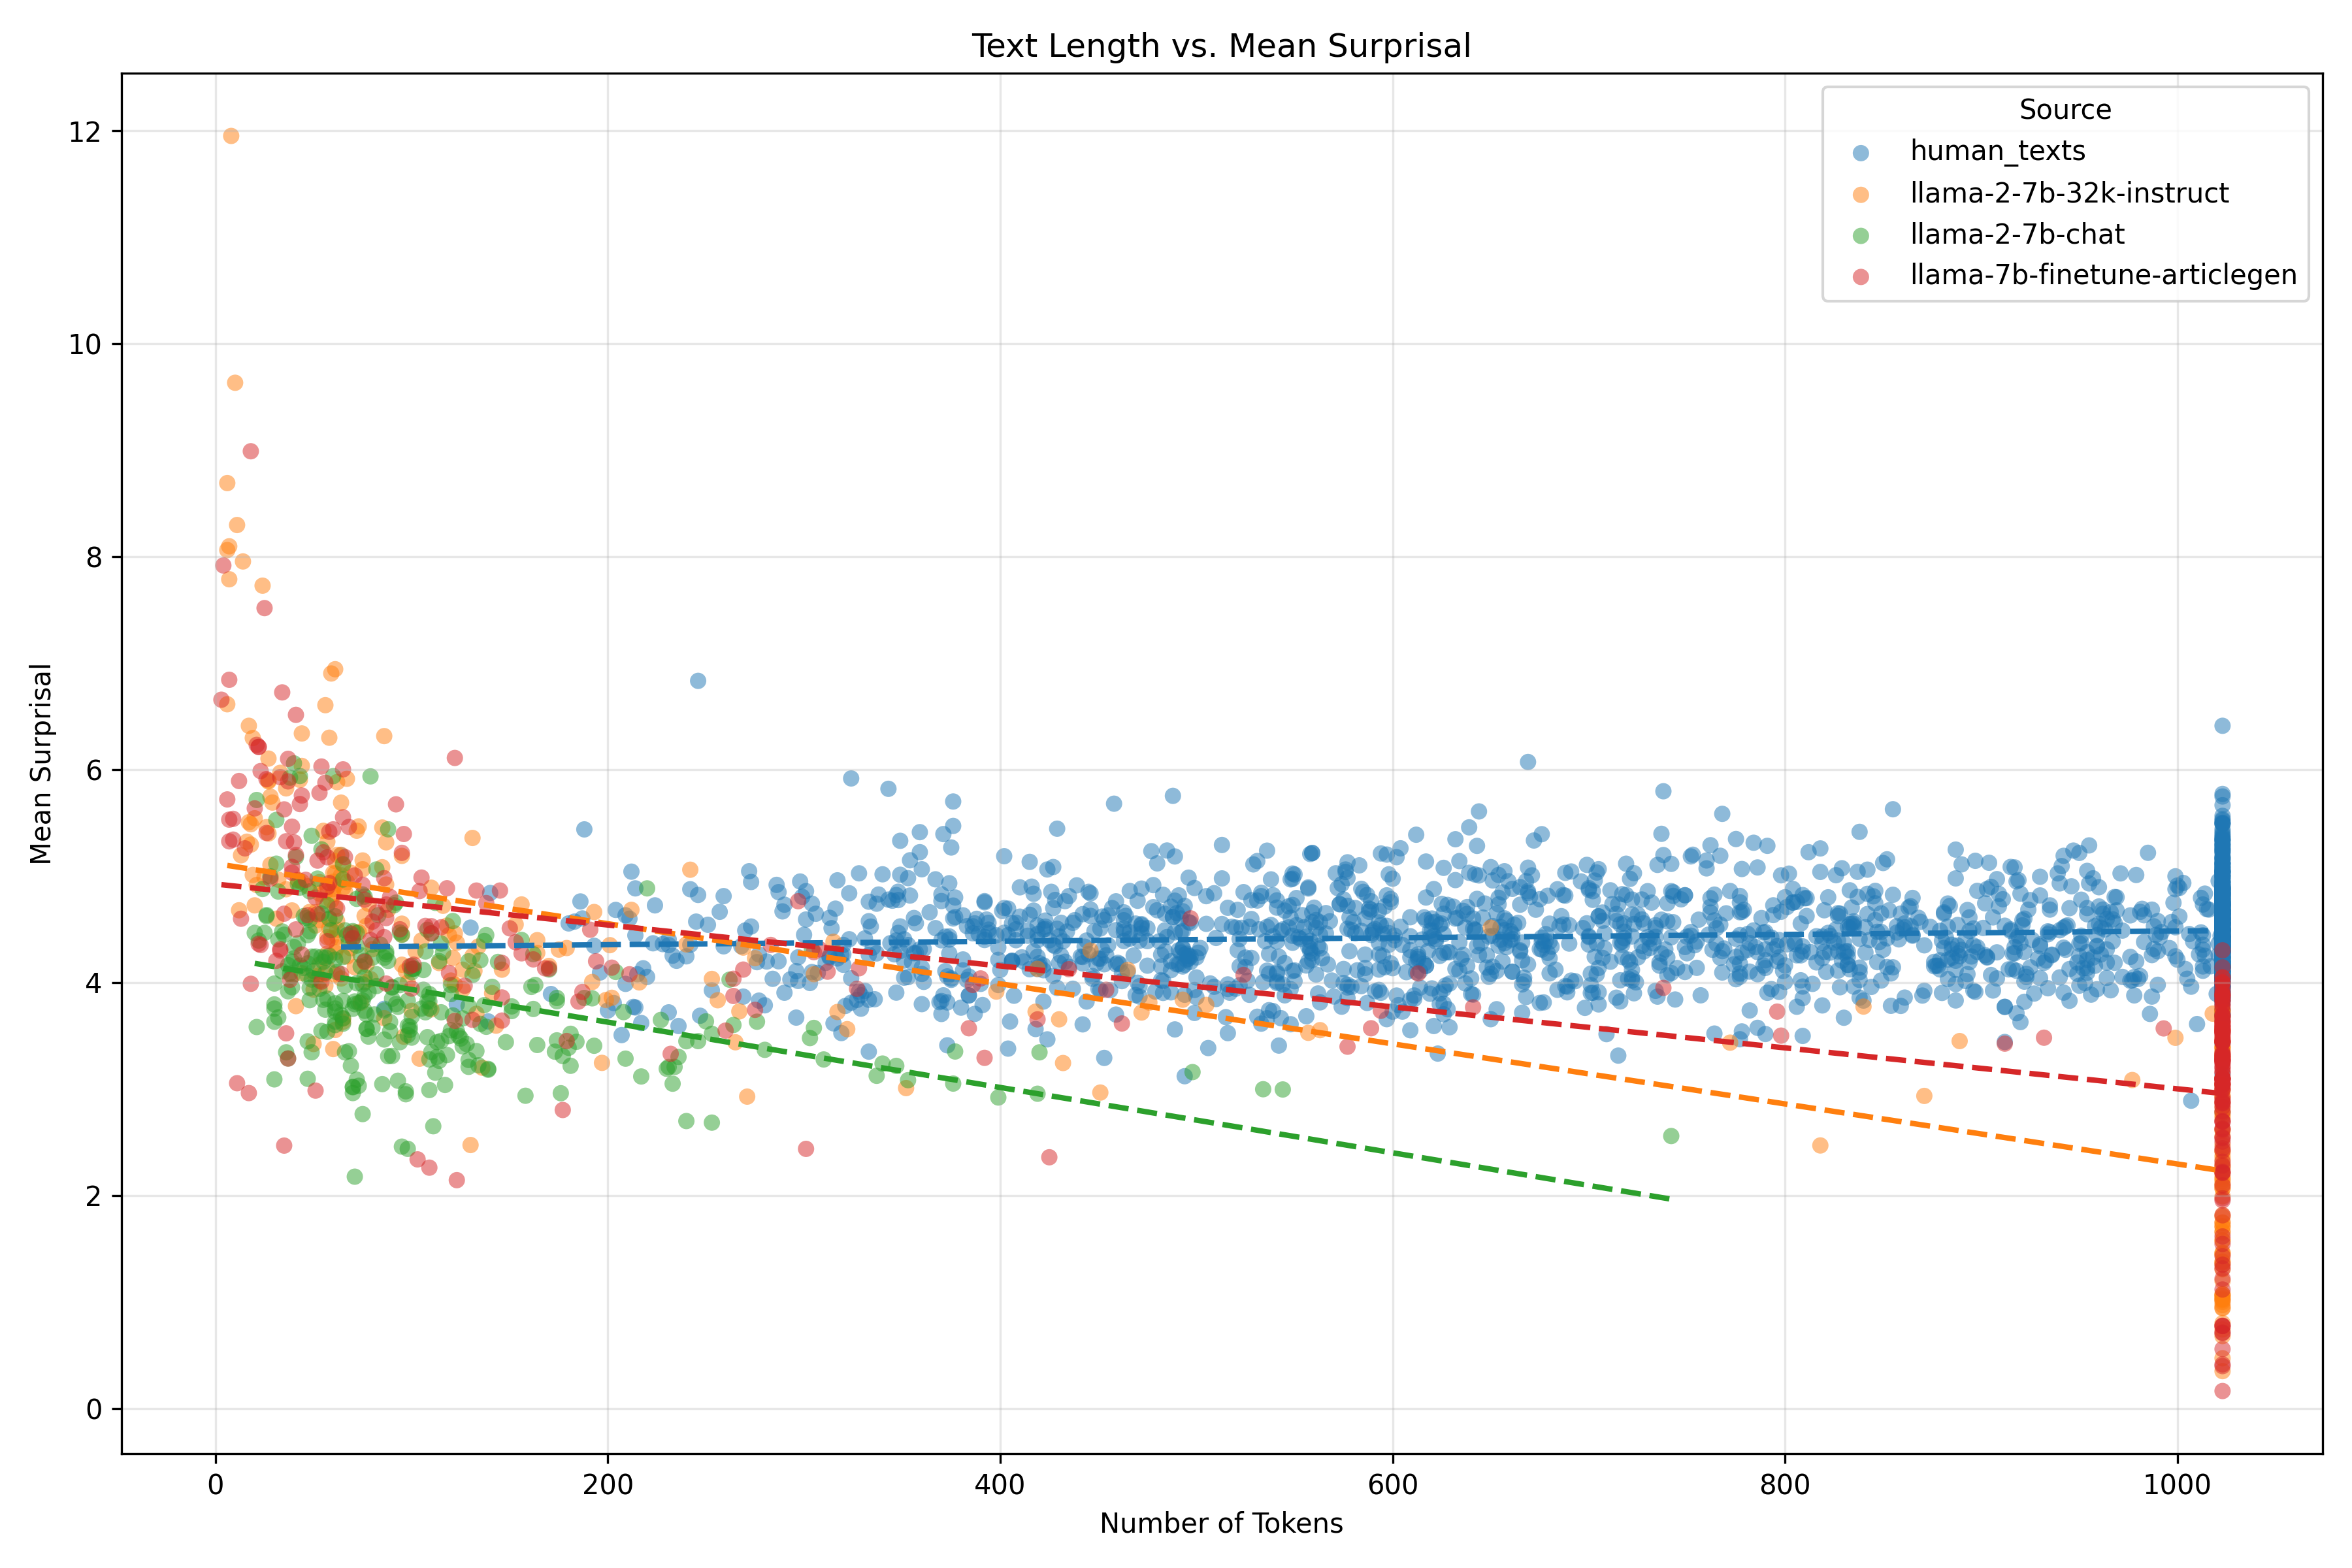 Text Length vs. Mean Surprisal
Source
human_texts
llama-2-7b-32k-instruct
llama-2-7b-chat
llama-7b-finetune-articlegen
Mean Surprisal
12
10
8
6
4
2
0
0 200 400 600 800 1000
Number of Tokens